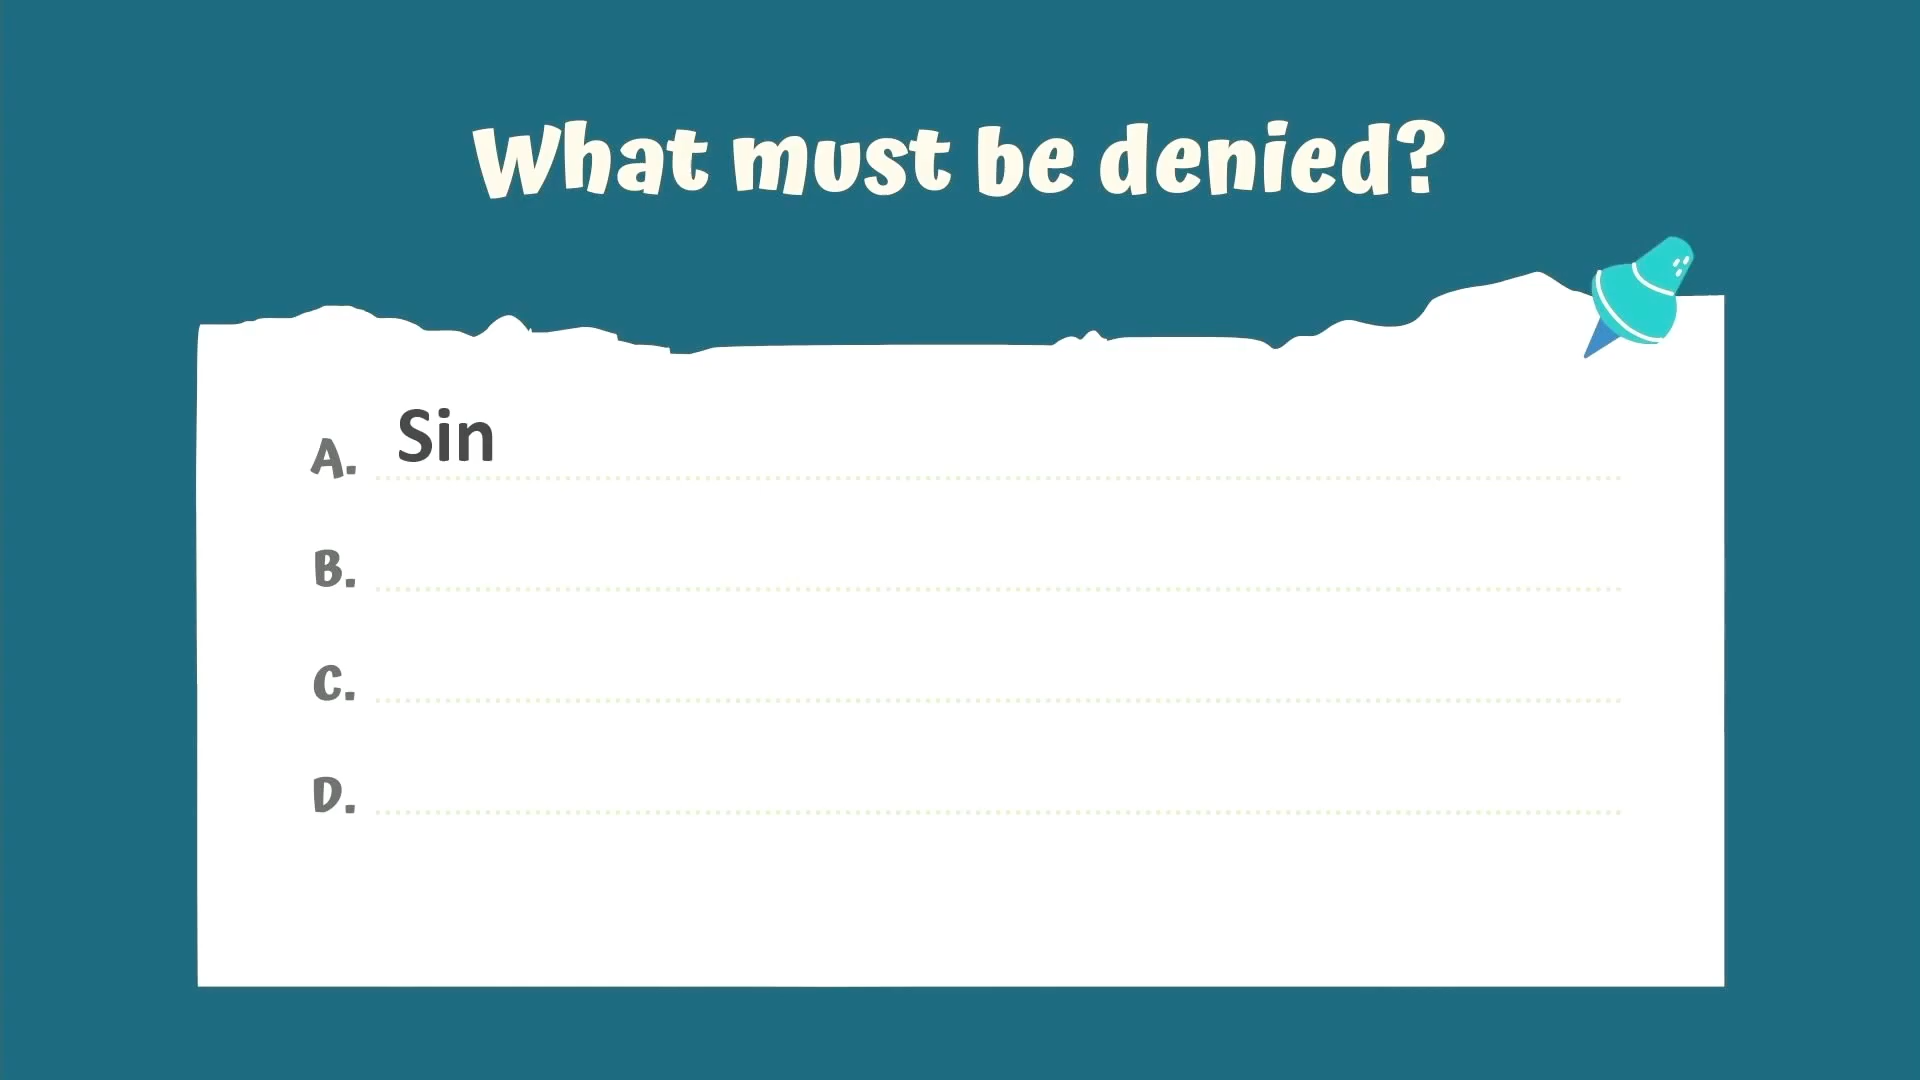 What must be denied?
A. Sin
B.
C.
D.